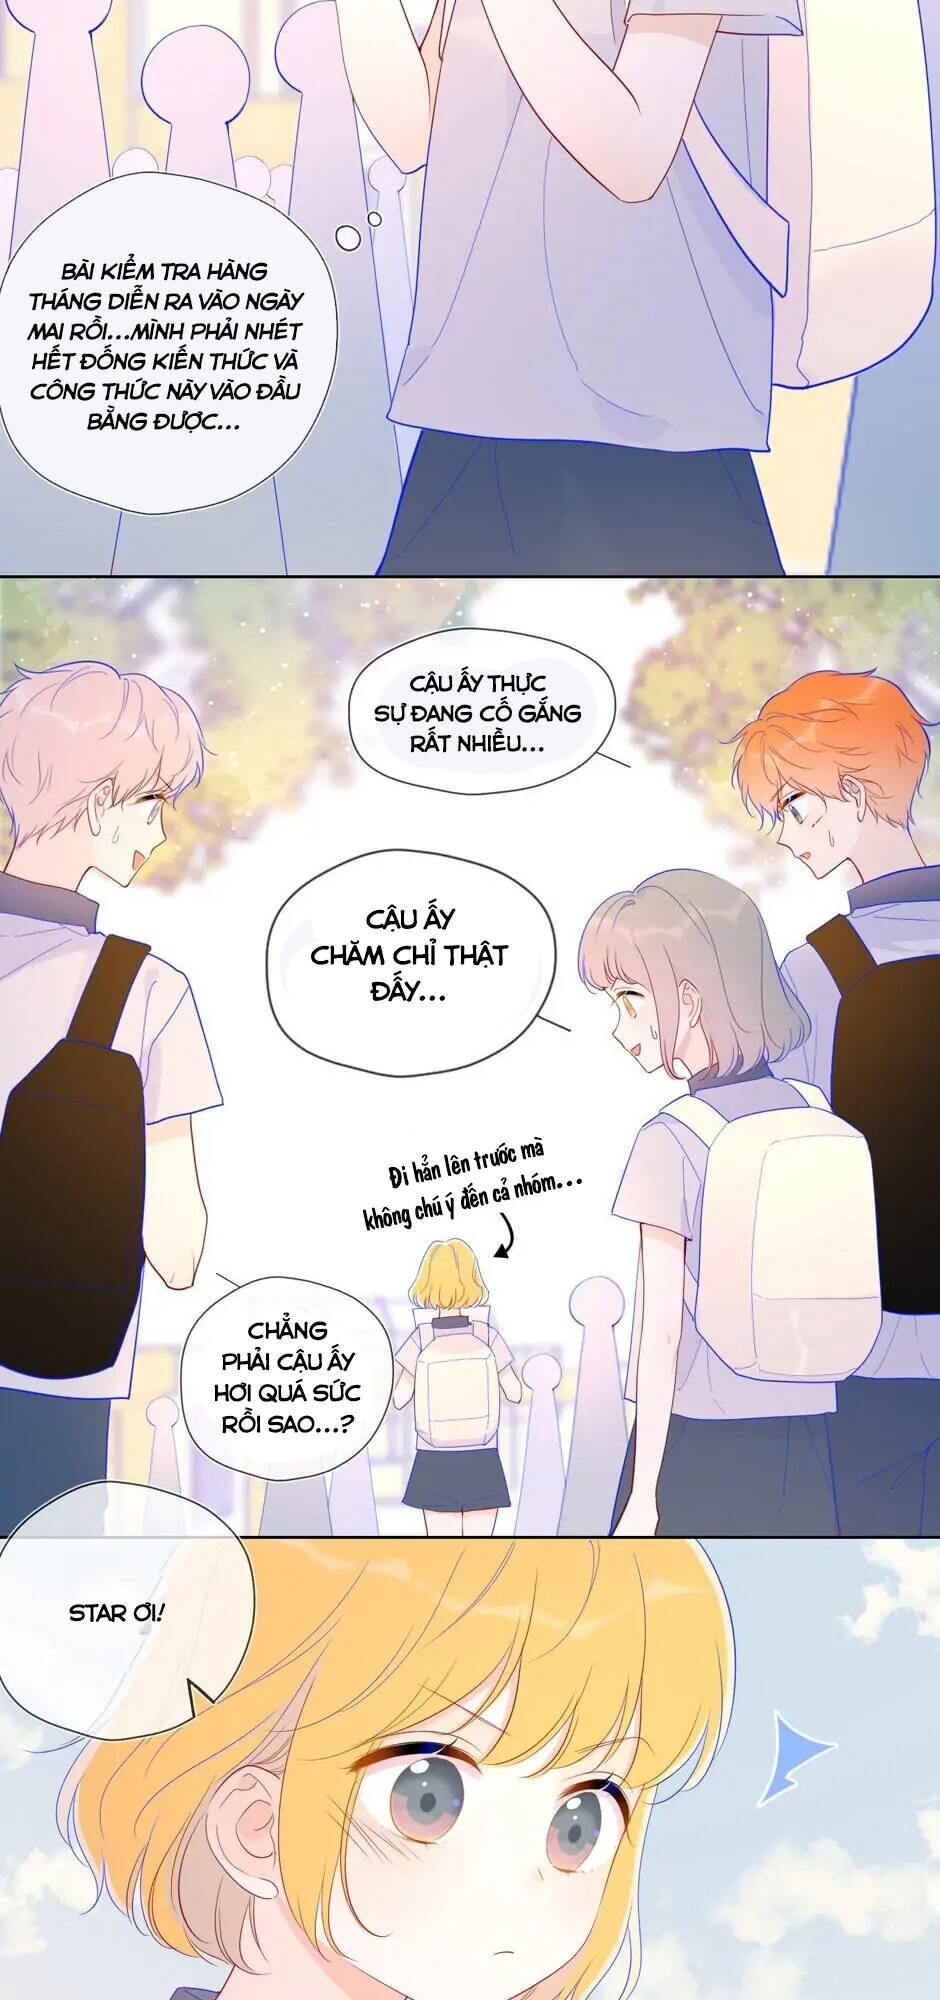 BÀI KIỂM TRA HÀNG
THÁNG DIỄN RA VÀO NGÀY
MAI RỒI...MÌNH PHẢI NHÉT
HẾT ĐỐNG KIẾN THỨC VÀ
CÔNG THỨC NÀY VÀO ĐẦU
BẰNG ĐƯỢC...
CẬU ẤY THỰC
SỰ ĐANG CỐ GẮNG
RẤT NHIỀU...
CẬU ẤY
CHĂM CHỈ THẬT
ĐẤY...
Đi hẳn lên trước mà
không chú ý đến cả nhóm...
CHẲNG
PHẢI CẬU ẤY
HƠI QUÁ SỨC
RỒI SAO...?
STAR ƠI!